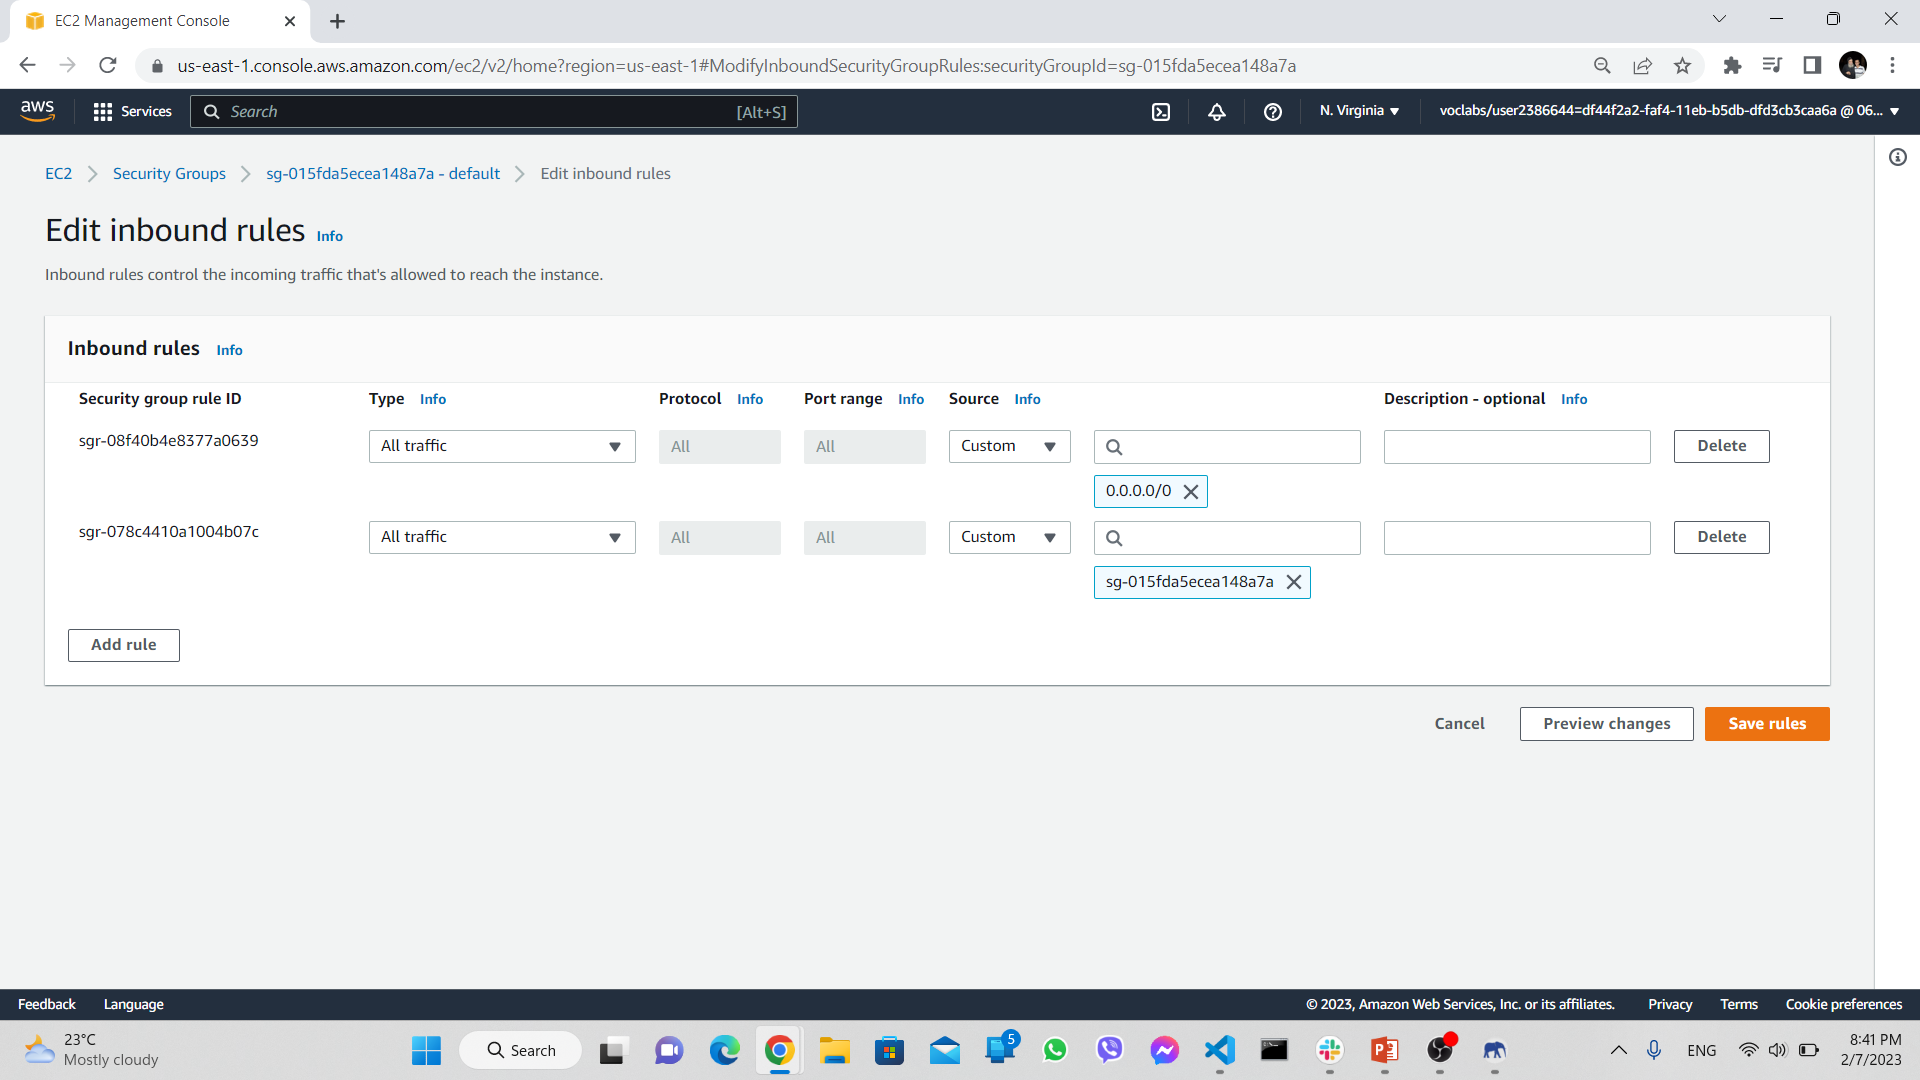 EC2 Management Console
us-east-1.console.aws.amazon.com/ec2/v2/home?region=us-east-1#ModifyInboundSecurityGroupRules:securityGroupId=sg-015fda5ecea148a7a
aws Services Search [Alt+S] N. Virginia voclabs/user2386644=df44f2a2-faf4-11eb-b5db-dfd3cb3caa6a @ 06...
EC2 Security Groups sg-015fda5ecea148a7a - default Edit inbound rules
Edit inbound rules Info
Inbound rules control the incoming traffic that's allowed to reach the instance.
Inbound rules Info
Security group rule ID Type Info Protocol Info Port range Info Source Info Description - optional Info
sgr-08f40b4e8377a0639 All traffic All All Custom Delete
0.0.0.0/0
sgr-078c4410a1004b07c All traffic All All Custom Delete
sg-015fda5ecea148a7a
Add rule
Cancel Preview changes Save rules
Feedback Language © 2023, Amazon Web Services, Inc. or its affiliates. Privacy Terms Cookie preferences
23°C
Mostly cloudy
Search
5
ENG
8:41 PM
2/7/2023